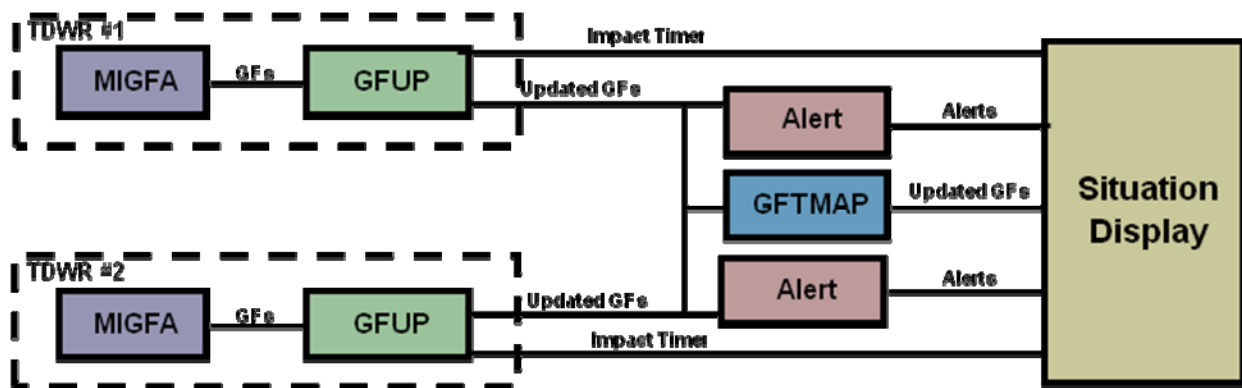 TDWR #1
Impact Timer
MIGFA
GFs
GFUP
Updated GFs
Alert
Alerts
GFTMAP
Updated GFs
Situation
Display
TDWR #2
MIGFA
GFs
GFUP
Updated GFs
Alert
Alerts
Impact Timer